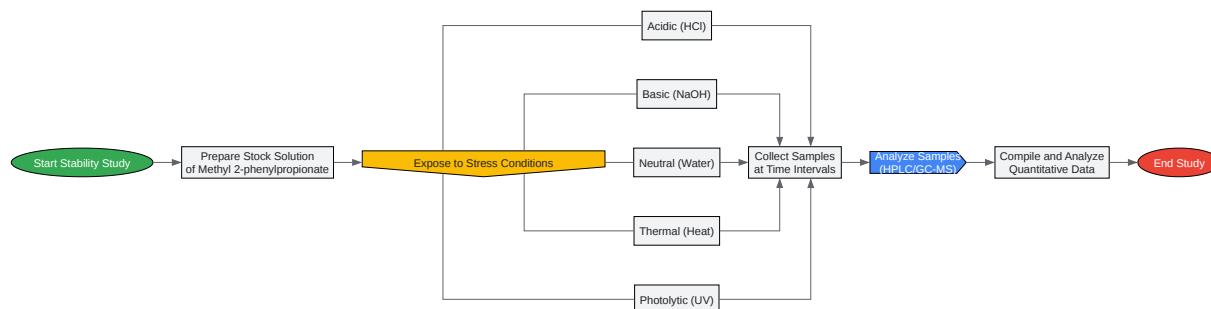 Start Stability Study
Prepare Stock Solution
of Methyl 2-phenylpropionate
Expose to Stress Conditions
Acidic (HCl)
Basic (NaOH)
Neutral (Water)
Thermal (Heat)
Photolytic (UV)
Collect Samples
at Time Intervals
Analyze Samples
(HPLC/GC-MS)
Compile and Analyze
Quantitative Data
End Study